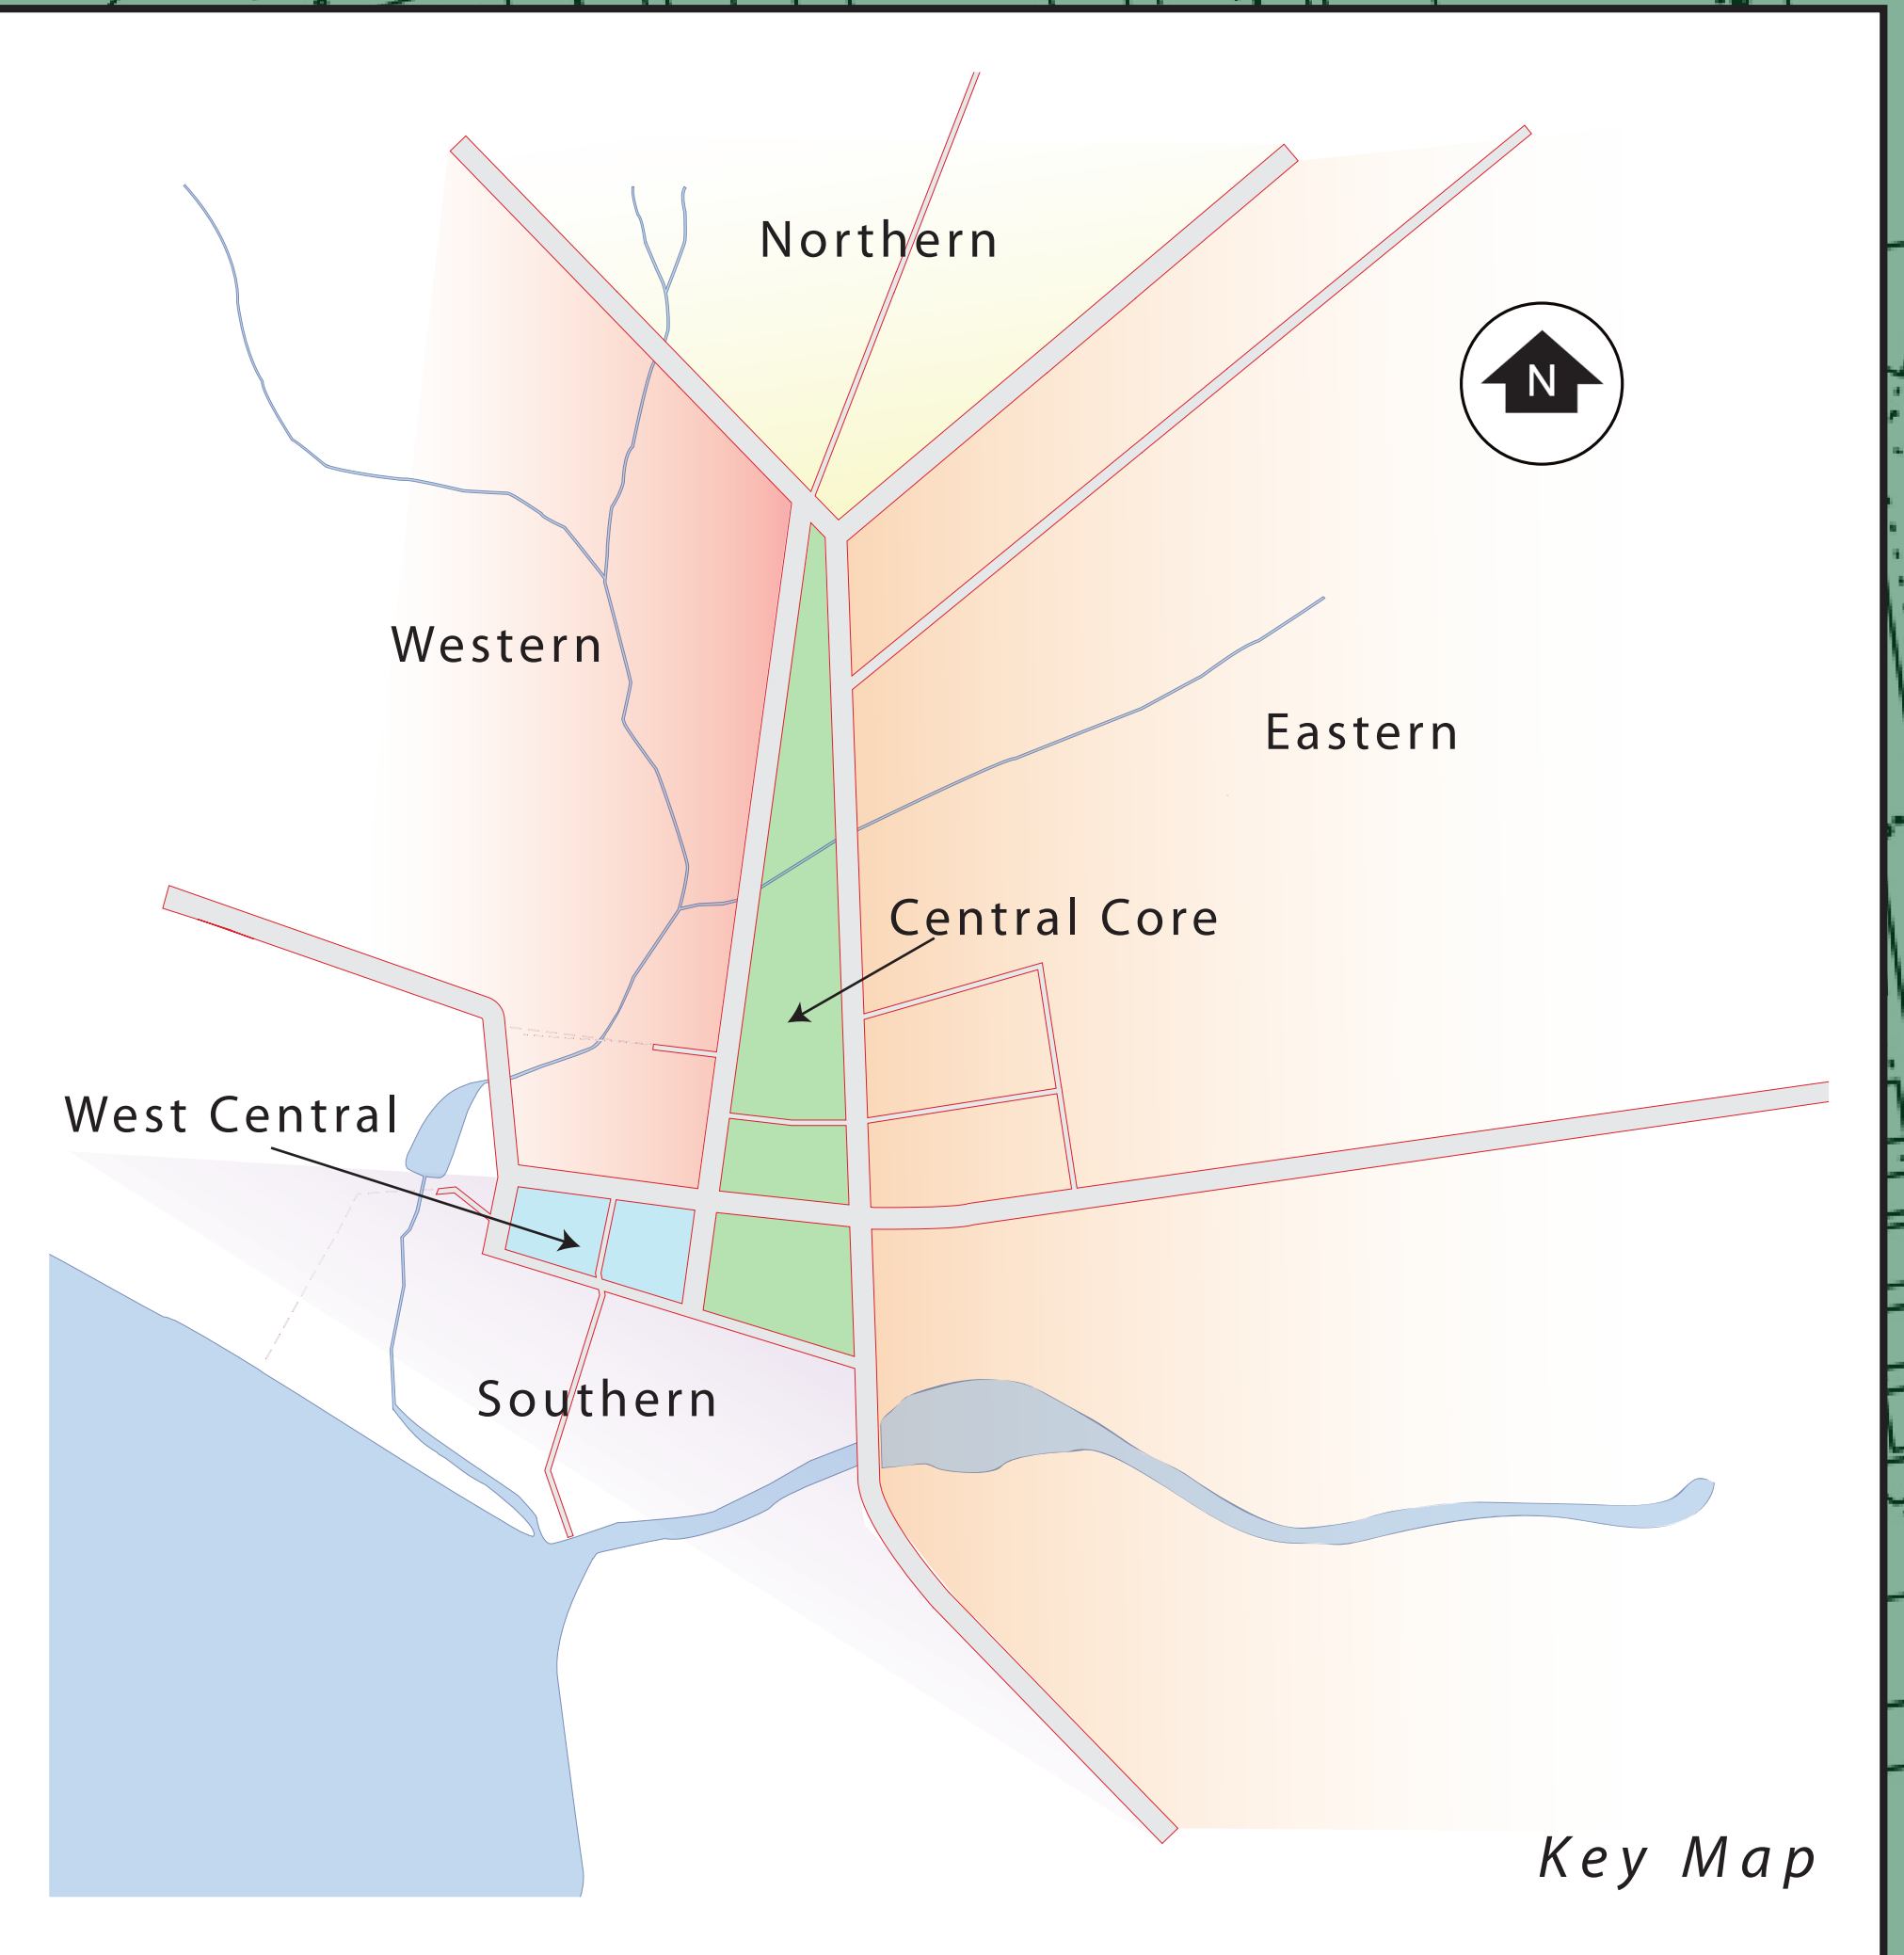 Northern
N
Western
Eastern
Central Core
West Central
Southern
Key Map